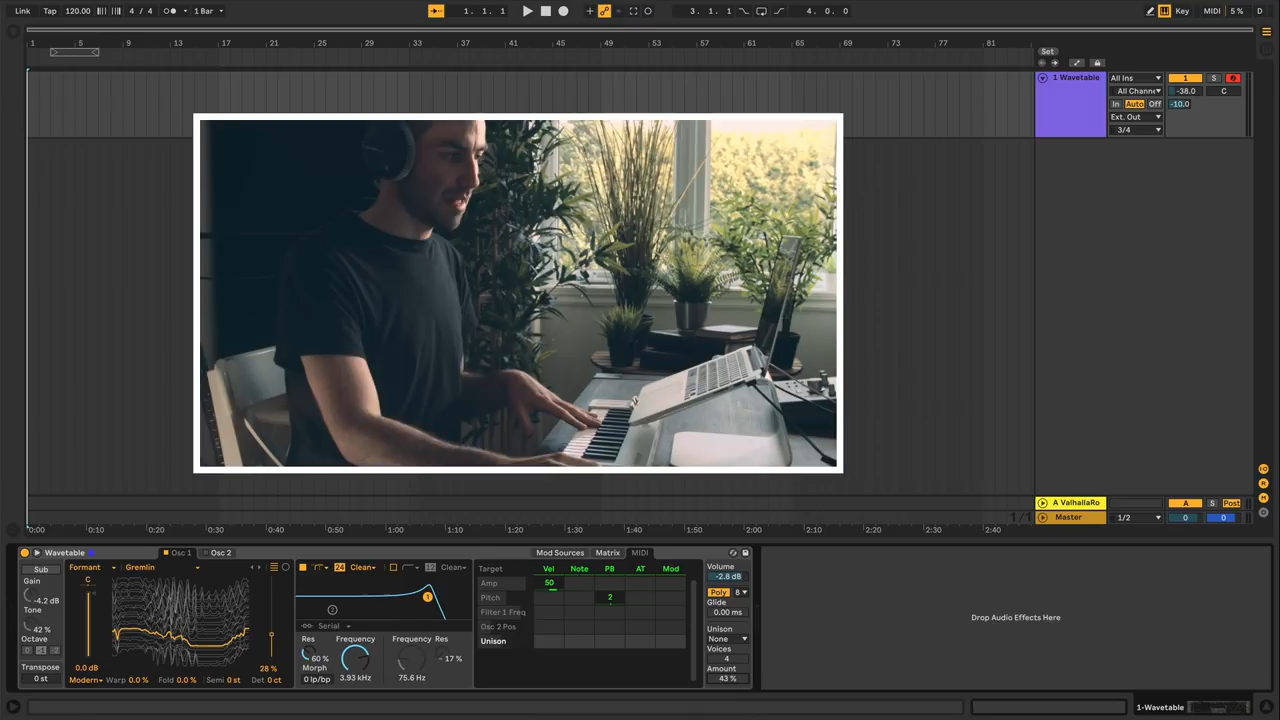 Link Tap 120.00 4 / 4 1 Bar 1. 1. 1 3. 1. 1 4. 0. 0 Key MIDI 5 % D
1 5 9 13 17 21 25 29 33 37 41 45 49 53 57 61 65 69 73 77 81
Set
1 Wavetable All Ins 1 S
All Channe -38.0 C
In Auto Off -10.0
Ext. Out
3/4
A ValhallaRo A S Post
1/1 Master 1/2 0 0
0:00 0:10 0:20 0:30 0:40 0:50 1:00 1:10 1:20 1:30 1:40 1:50 2:00 2:10 2:20 2:30 2:40
Wavetable Osc 1 Osc 2 Mod Sources Matrix MIDI
Sub Formant Gremlin 24 Clean 12 Clean Target Vel Note PB AT Mod Volume
Gain C Amp 50 -2.8 dB
-4.2 dB Pitch 2 Poly 8
Tone 1 2 Filter 1 Freq Glide
42 % Serial Osc 2 Pos 0.00 ms
Octave Res Frequency Frequency Res Unison Unison
0 -1 -2 60 % - 17 % None
Transpose 0.0 dB 28 % Morph Voices
0 st Modern Warp 0.0 % Fold 0.0 % Semi 0 st Det 0 ct 0 lp/bp 3.93 kHz 75.6 Hz 4
Amount
43 %
Drop Audio Effects Here
1-Wavetable